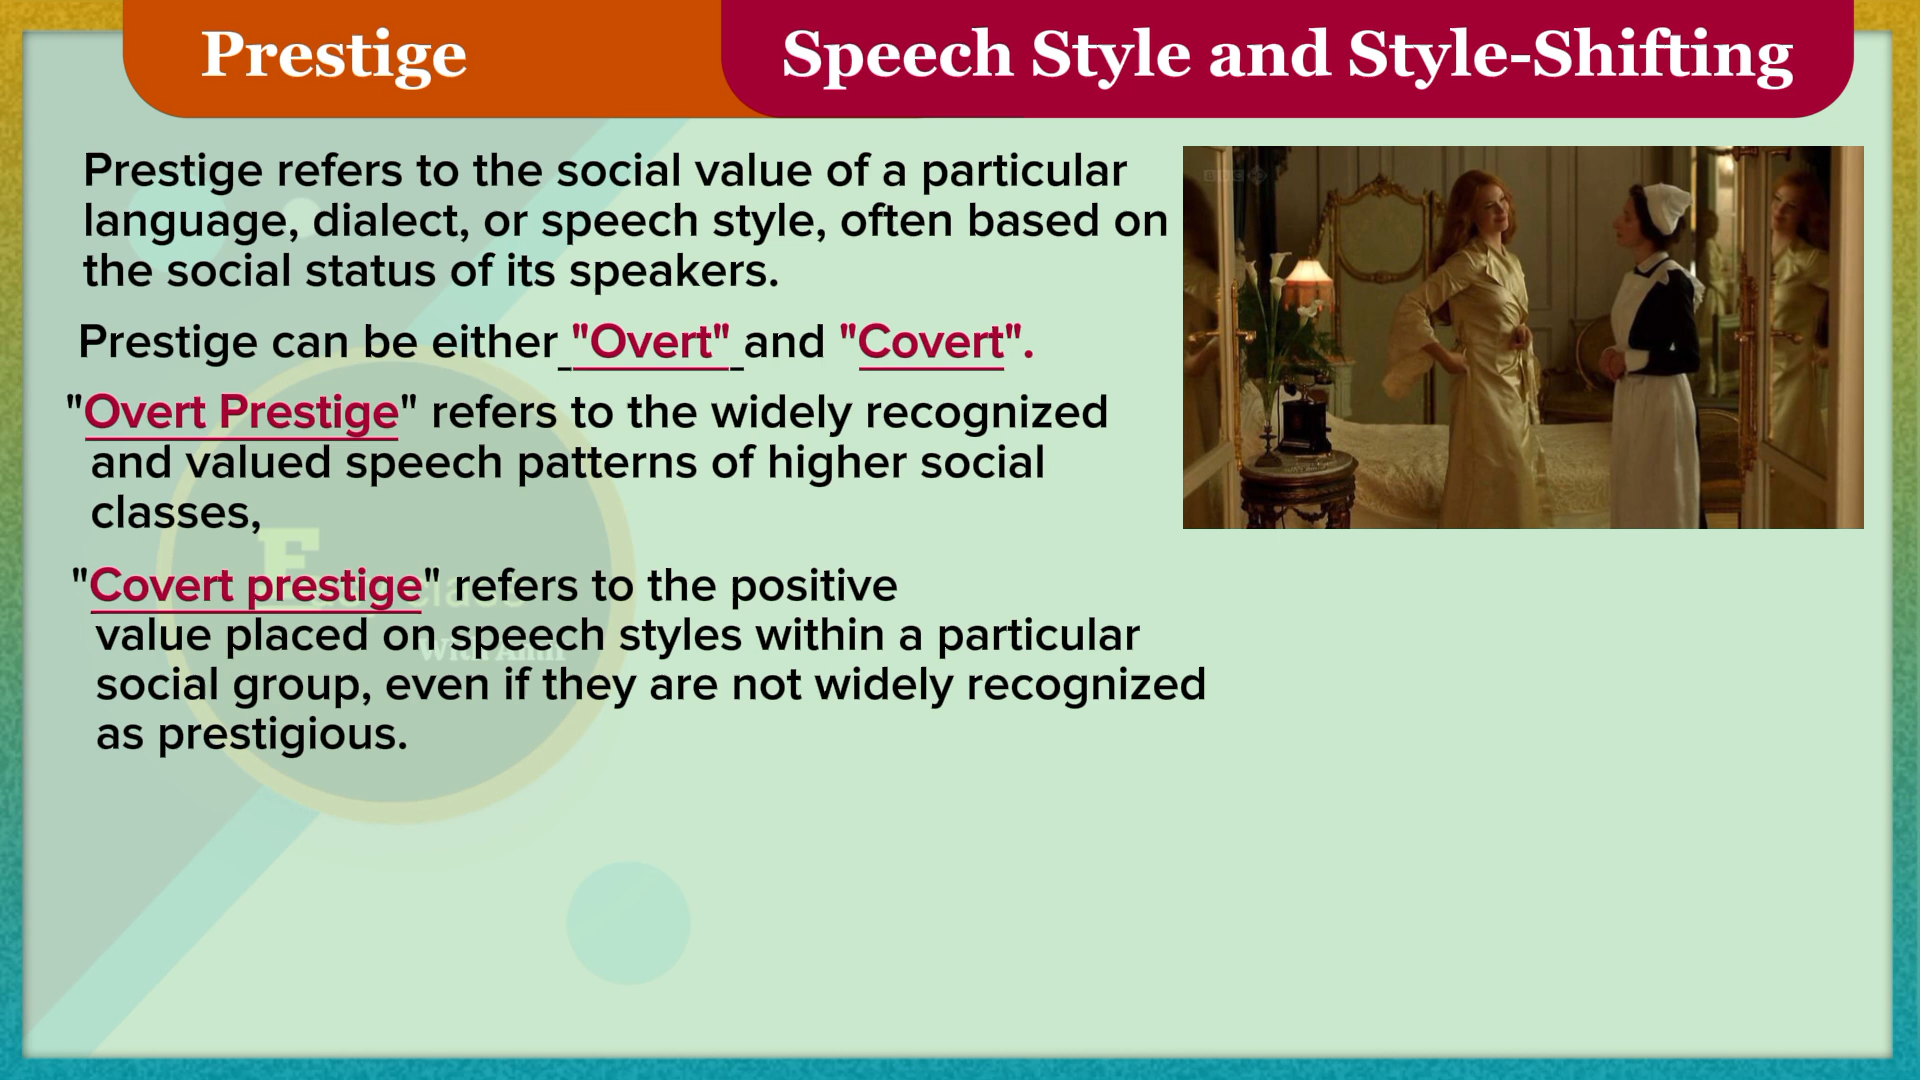 Prestige
Speech Style and Style-Shifting
Prestige refers to the social value of a particular
language, dialect, or speech style, often based on
the social status of its speakers.
Prestige can be either "Overt" and "Covert".
"Overt Prestige" refers to the widely recognized
and valued speech patterns of higher social
classes,
"Covert prestige" refers to the positive
value placed on speech styles within a particular
social group, even if they are not widely recognized
as prestigious.
BBC